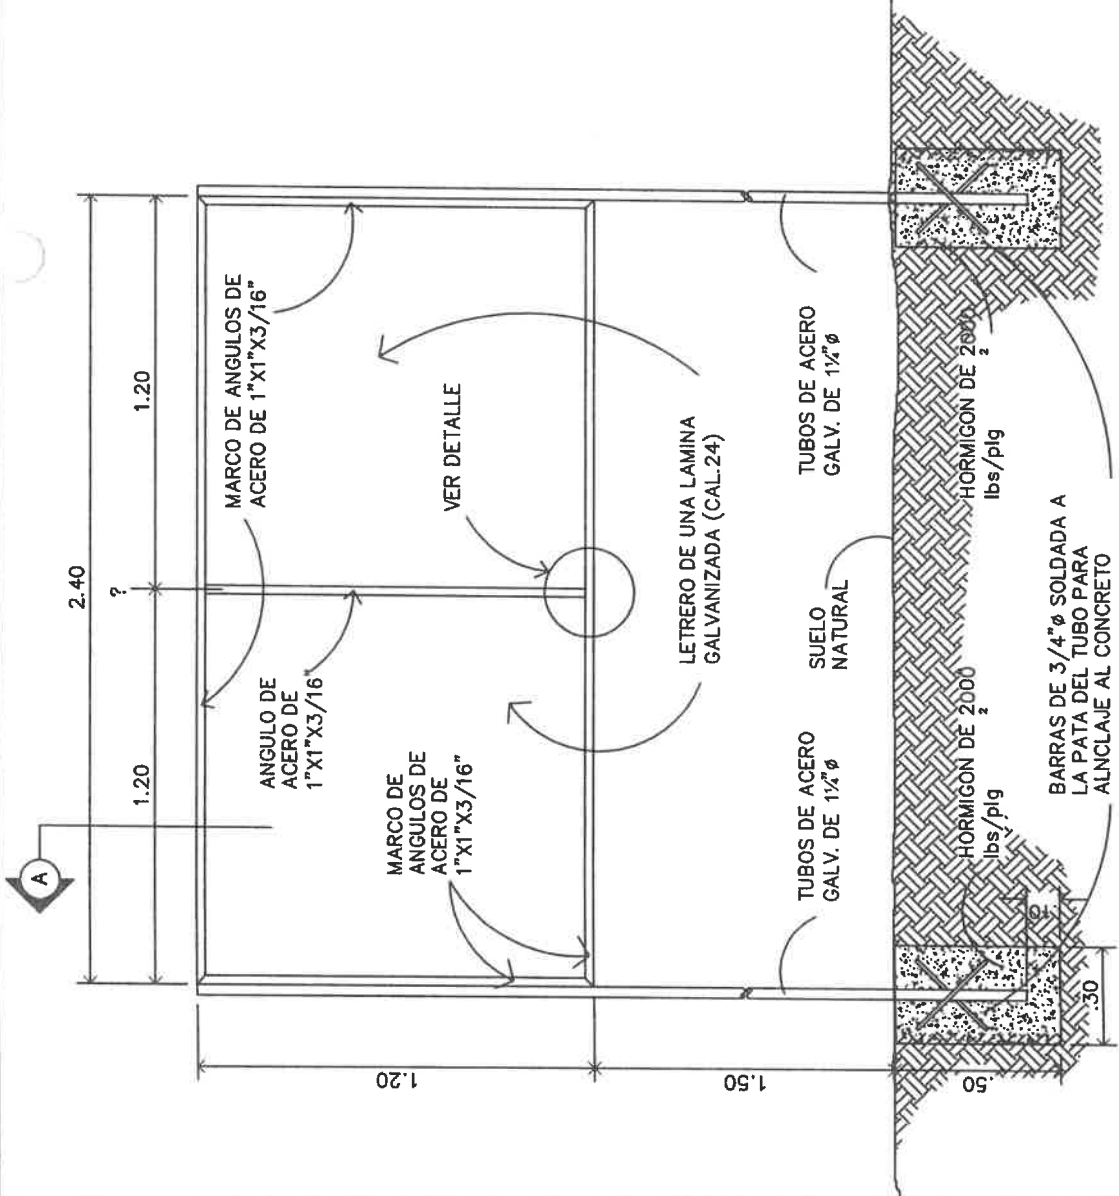 A
2.40
1.20
?
1.20
MARCO DE ANGULOS DE
ACERO DE 1"X1"X3/16"
ANGULO DE
ACERO DE
1"X1"X3/16"
VER DETALLE
MARCO DE
ANGULOS DE
ACERO DE
1"X1"X3/16"
LETRERO DE UNA LAMINA
GALVANIZADA (CAL.24)
1.20
TUBOS DE ACERO
GALV. DE 1¼"ø
TUBOS DE ACERO
GALV. DE 1¼"ø
SUELO
NATURAL
1.50
HORMIGON DE 2000
lbs/plg 2
HORMIGON DE 2000
lbs/plg 2
.50
.10
.30
BARRAS DE 3/4"ø SOLDADA A
LA PATA DEL TUBO PARA
ALNCLAJE AL CONCRETO